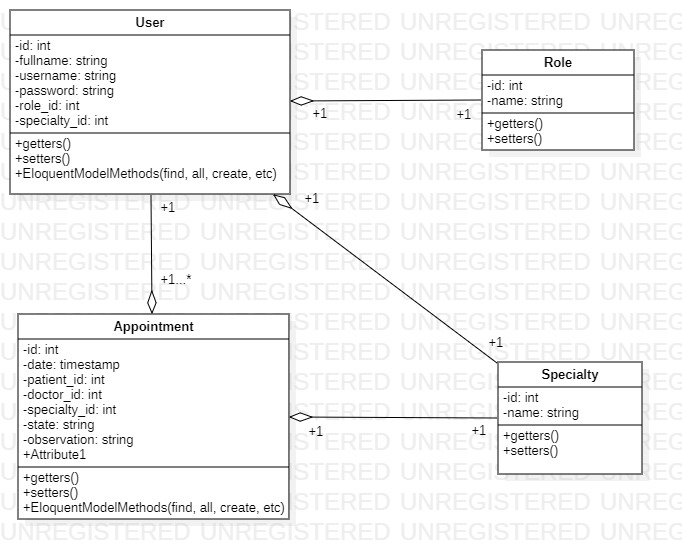 User
-id: int
-fullname: string
-username: string
-password: string
-role_id: int
-specialty_id: int
+getters()
+setters()
+EloquentModelMethods(find, all, create, etc)
Role
-id: int
-name: string
+getters()
+setters()
+1
+1
+1
+1
+1...*
+1
Appointment
-id: int
-date: timestamp
-patient_id: int
-doctor_id: int
-specialty_id: int
-state: string
-observation: string
+Attribute1
+getters()
+setters()
+EloquentModelMethods(find, all, create, etc)
+1
+1
Specialty
-id: int
-name: string
+getters()
+setters()
UNREGISTERED